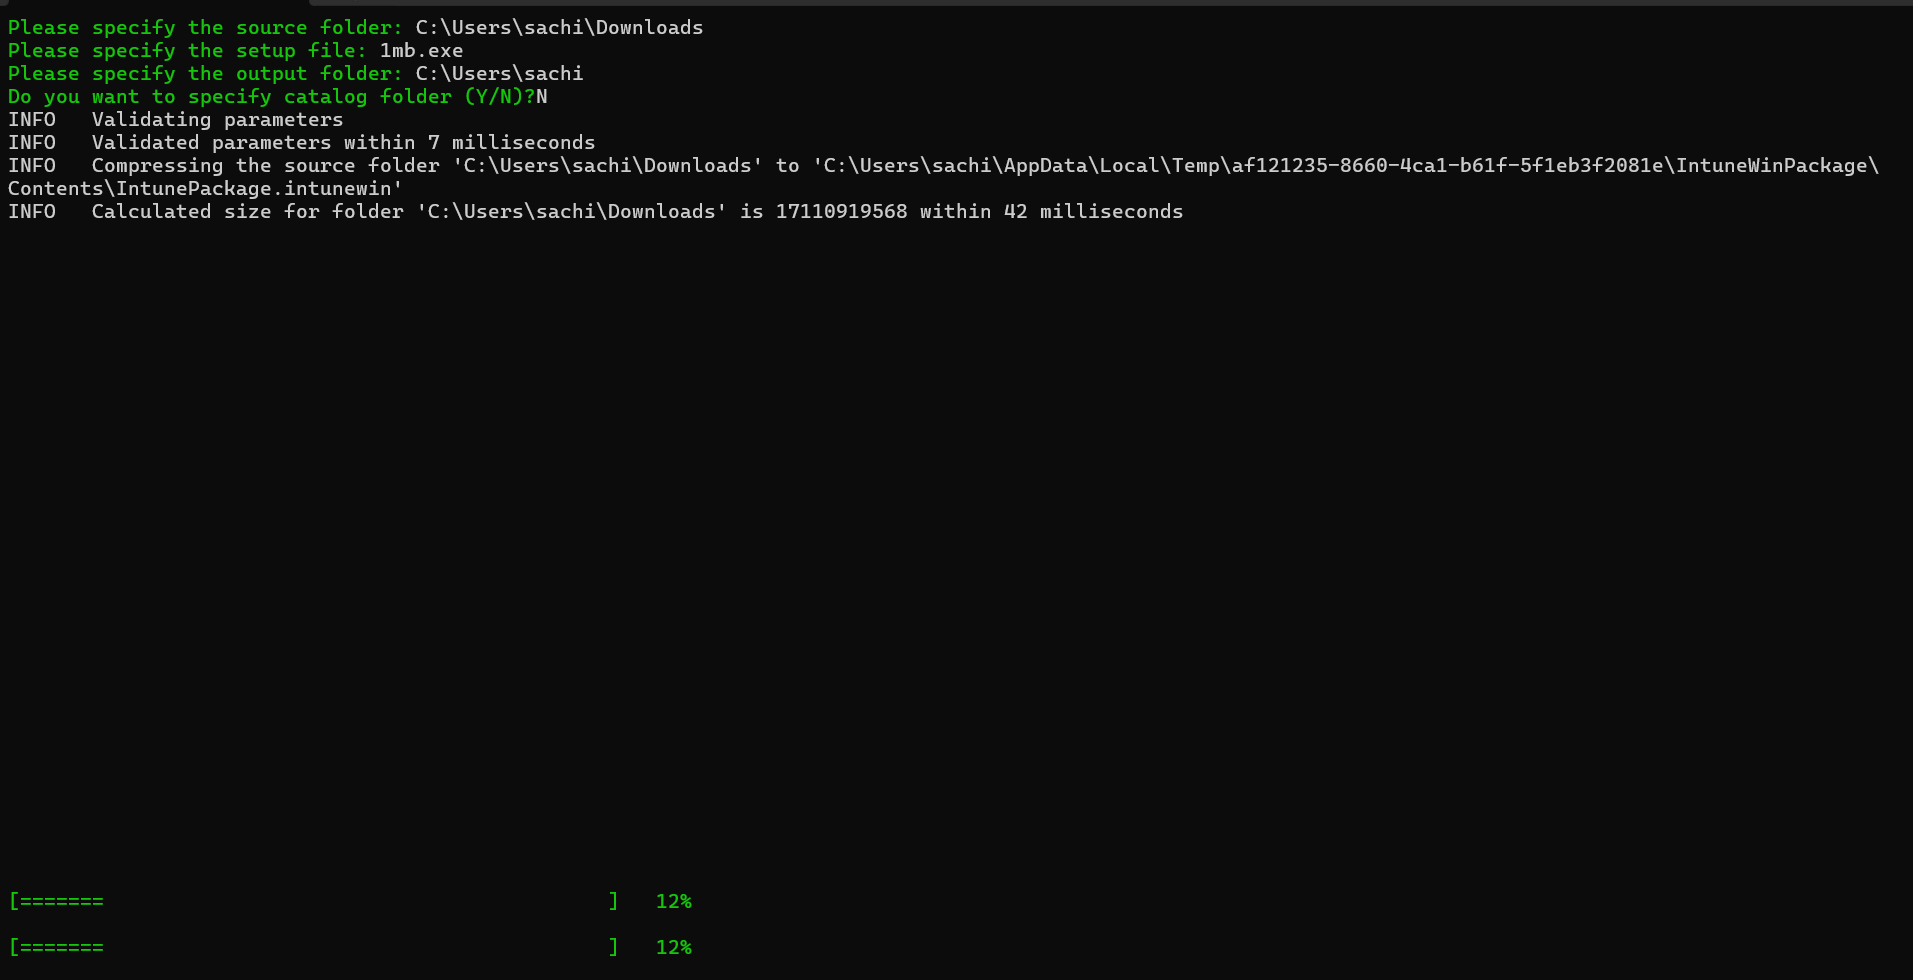 Please specify the source folder: C:\Users\sachi\Downloads
Please specify the setup file: 1mb.exe
Please specify the output folder: C:\Users\sachi
Do you want to specify catalog folder (Y/N)?N
INFO   Validating parameters
INFO   Validated parameters within 7 milliseconds
INFO   Compressing the source folder 'C:\Users\sachi\Downloads' to 'C:\Users\sachi\AppData\Local\Temp\af121235-8660-4ca1-b61f-5f1eb3f2081e\IntuneWinPackage\
Contents\IntunePackage.intunewin'
INFO   Calculated size for folder 'C:\Users\sachi\Downloads' is 17110919568 within 42 milliseconds
[=======                                          ]   12%
[=======                                          ]   12%